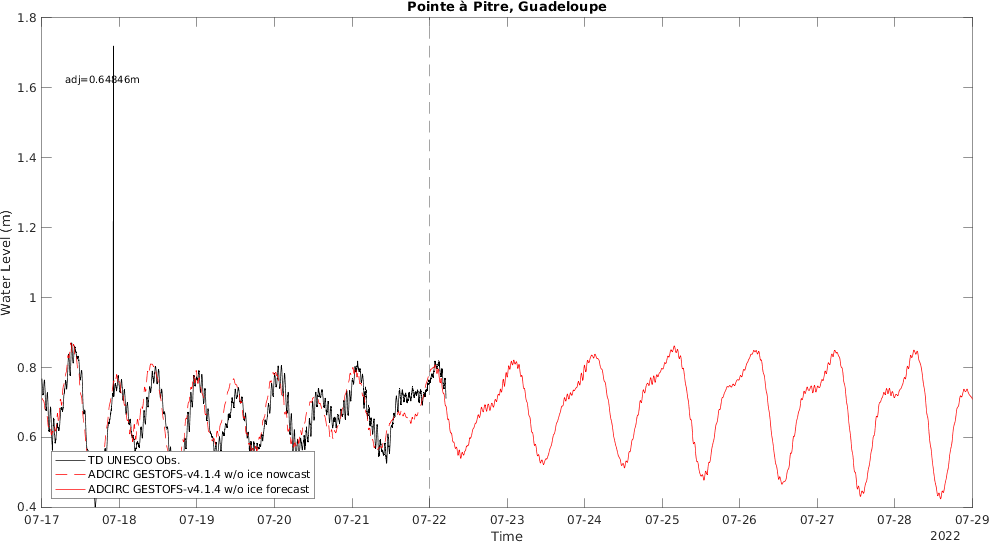 Pointe à Pitre, Guadeloupe
1.8
1.6
1.4
1.2
1
0.8
0.6
0.4
Water Level (m)
adj=0.64846m
TD UNESCO Obs.
ADCIRC GESTOFS-v4.1.4 w/o ice nowcast
ADCIRC GESTOFS-v4.1.4 w/o ice forecast
07-17 07-18 07-19 07-20 07-21 07-22 07-23 07-24 07-25 07-26 07-27 07-28 07-29
Time
2022